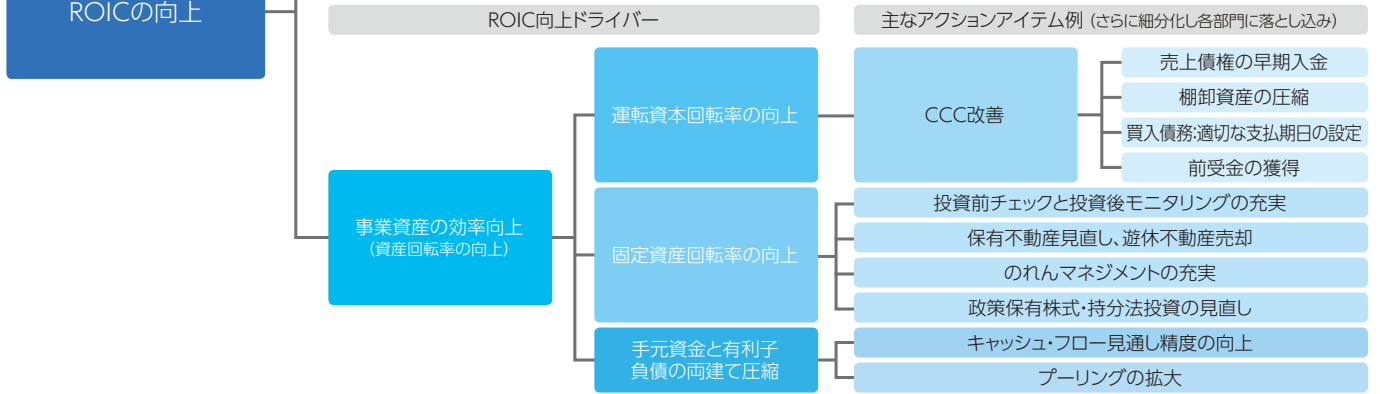 ROICの向上
ROIC向上ドライバー
主なアクションアイテム例 (さらに細分化し各部門に落とし込み)
事業資産の効率向上
(資産回転率の向上)
運転資本回転率の向上
CCC改善
売上債権の早期入金
棚卸資産の圧縮
買入債務:適切な支払期日の設定
前受金の獲得
固定資産回転率の向上
投資前チェックと投資後モニタリングの充実
保有不動産見直し、遊休不動産売却
のれんマネジメントの充実
政策保有株式・持分法投資の見直し
手元資金と有利子
負債の両建て圧縮
キャッシュ・フロー見通し精度の向上
プーリングの拡大